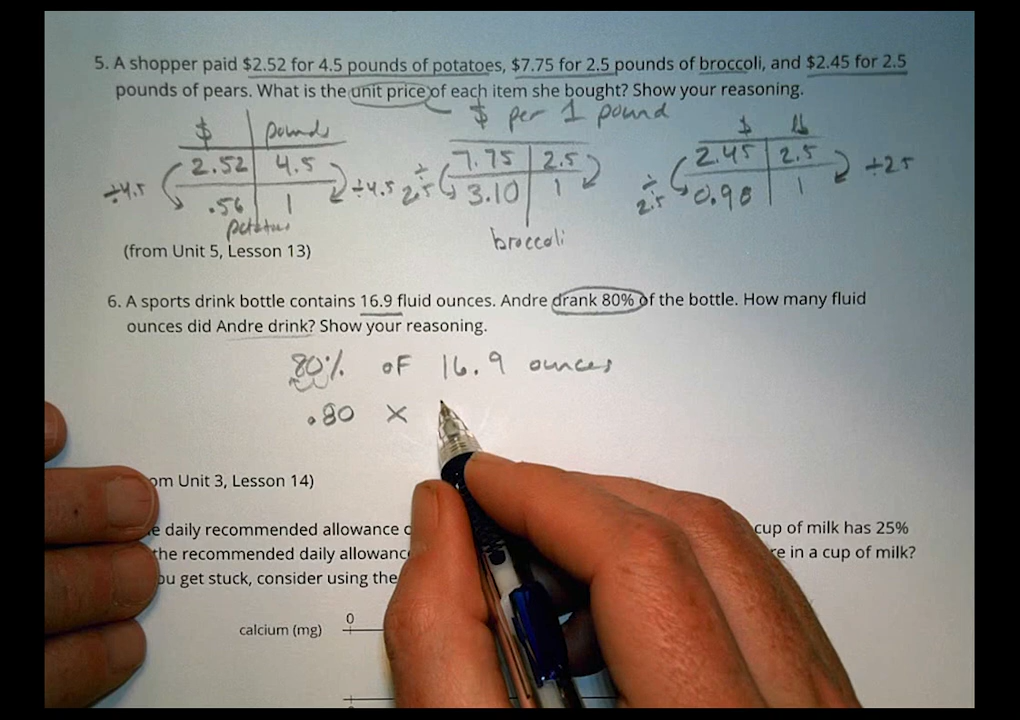 5. A shopper paid $2.52 for 4.5 pounds of potatoes, $7.75 for 2.5 pounds of broccoli, and $2.45 for 2.5
pounds of pears. What is the unit price of each item she bought? Show your reasoning.
$ per 1 pound
$ pounds
2.52 4.5
.56 1
÷4.5 ÷4.5
potatoes
7.75 2.5
3.10 1
÷2.5
broccoli
$ lb
2.45 2.5
0.98 1
÷2.5 ÷2.5
(from Unit 5, Lesson 13)
6. A sports drink bottle contains 16.9 fluid ounces. Andre drank 80% of the bottle. How many fluid
ounces did Andre drink? Show your reasoning.
80% of 16.9 ounces
.80 ×
om Unit 3, Lesson 14)
e daily recommended allowance cup of milk has 25%
the recommended daily allowanc re in a cup of milk?
ou get stuck, consider using the
calcium (mg) 0